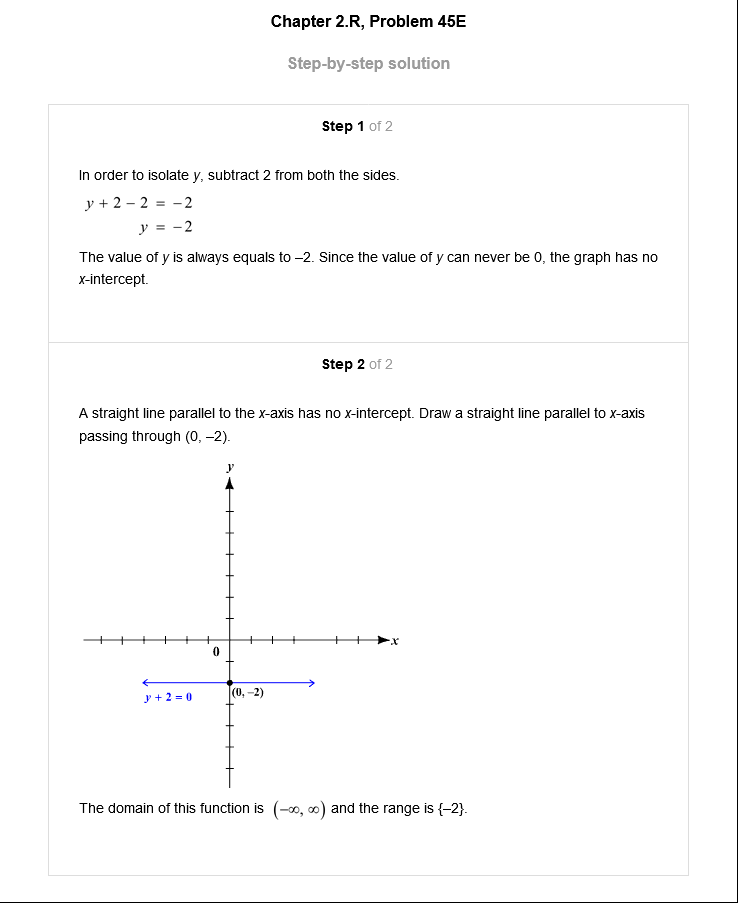 Chapter 2.R, Problem 45E
Step-by-step solution
Step 1 of 2
In order to isolate y, subtract 2 from both the sides.
y + 2 − 2 = −2
y = −2
The value of y is always equals to –2. Since the value of y can never be 0, the graph has no
x-intercept.
Step 2 of 2
A straight line parallel to the x-axis has no x-intercept. Draw a straight line parallel to x-axis
passing through (0, –2).
y
x
0
y + 2 = 0
(0, –2)
The domain of this function is (−∞, ∞) and the range is {–2}.